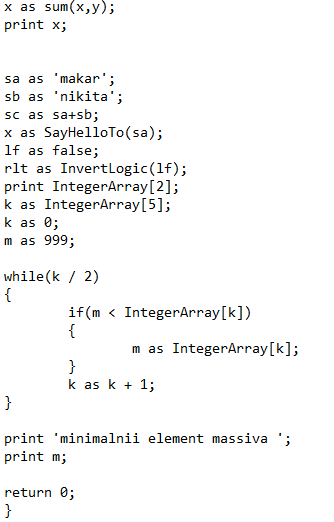 x as sum(x,y);
print x;
sa as 'makar';
sb as 'nikita';
sc as sa+sb;
x as SayHelloTo(sa);
lf as false;
rlt as InvertLogic(lf);
print IntegerArray[2];
k as IntegerArray[5];
k as 0;
m as 999;
while(k / 2)
{
if(m < IntegerArray[k])
{
m as IntegerArray[k];
}
k as k + 1;
}
print 'minimalnii element massiva ';
print m;
return 0;
}